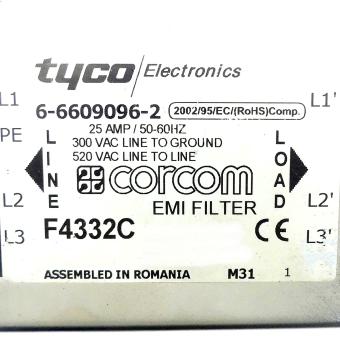 tyco / Electronics
L1 6-6609096-2 2002/95/EC/(RoHS)Comp. L1'
PE 25 AMP / 50-60HZ
300 VAC LINE TO GROUND
520 VAC LINE TO LINE
LINE corcom LOAD
L2 EMI FILTER L2'
L3 F4332C CE L3'
ASSEMBLED IN ROMANIA M31 1